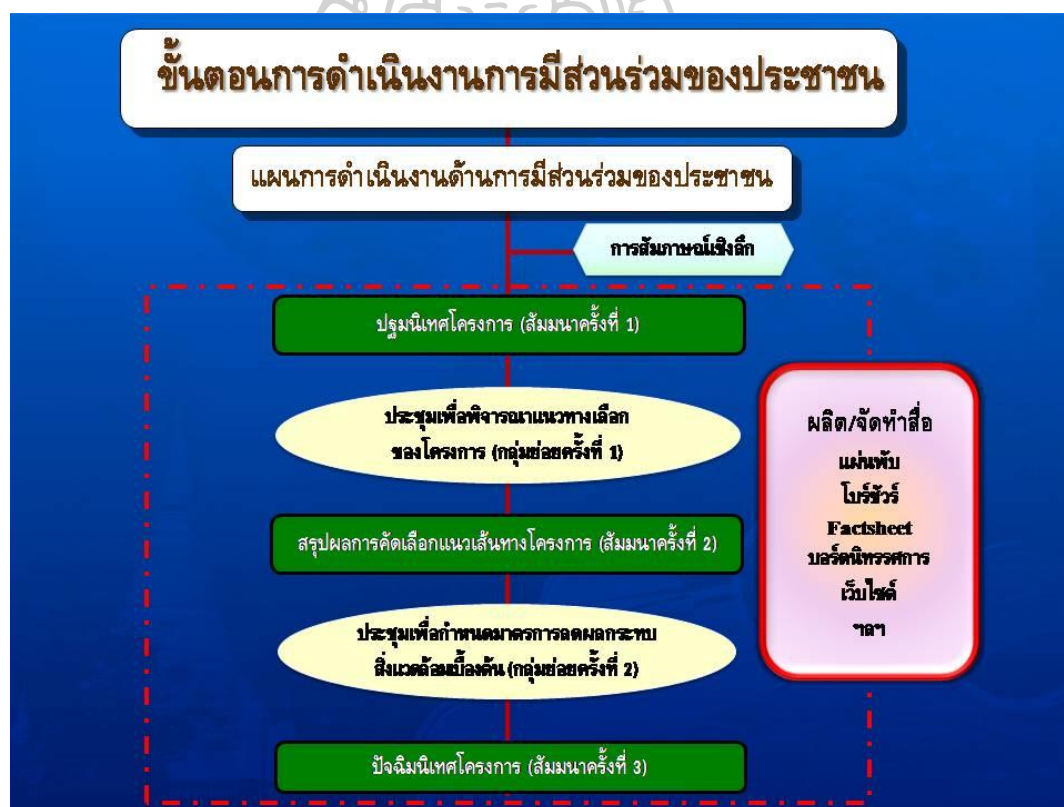 ขั้นตอนการดำเนินงานการมีส่วนร่วมของประชาชน
แผนการดำเนินงานด้านการมีส่วนร่วมของประชาชน
การสัมภาษณ์เชิงลึก
ปฐมนิเทศโครงการ (สัมมนาครั้งที่ 1)
ประชุมเพื่อพิจารณาแนวทางเลือก
ของโครงการ (กลุ่มย่อยครั้งที่ 1)
สรุปผลการคัดเลือกแนวเส้นทางโครงการ (สัมมนาครั้งที่ 2)
ประชุมเพื่อกำหนดมาตรการลดผลกระทบ
สิ่งแวดล้อมเบื้องต้น (กลุ่มย่อยครั้งที่ 2)
ปัจฉิมนิเทศโครงการ (สัมมนาครั้งที่ 3)
ผลิต/จัดทำสื่อ
แผ่นพับ
โบร์ชัวร์
Factsheet
บอร์ดนิทรรศการ
เว็บไซต์
ฯลฯ